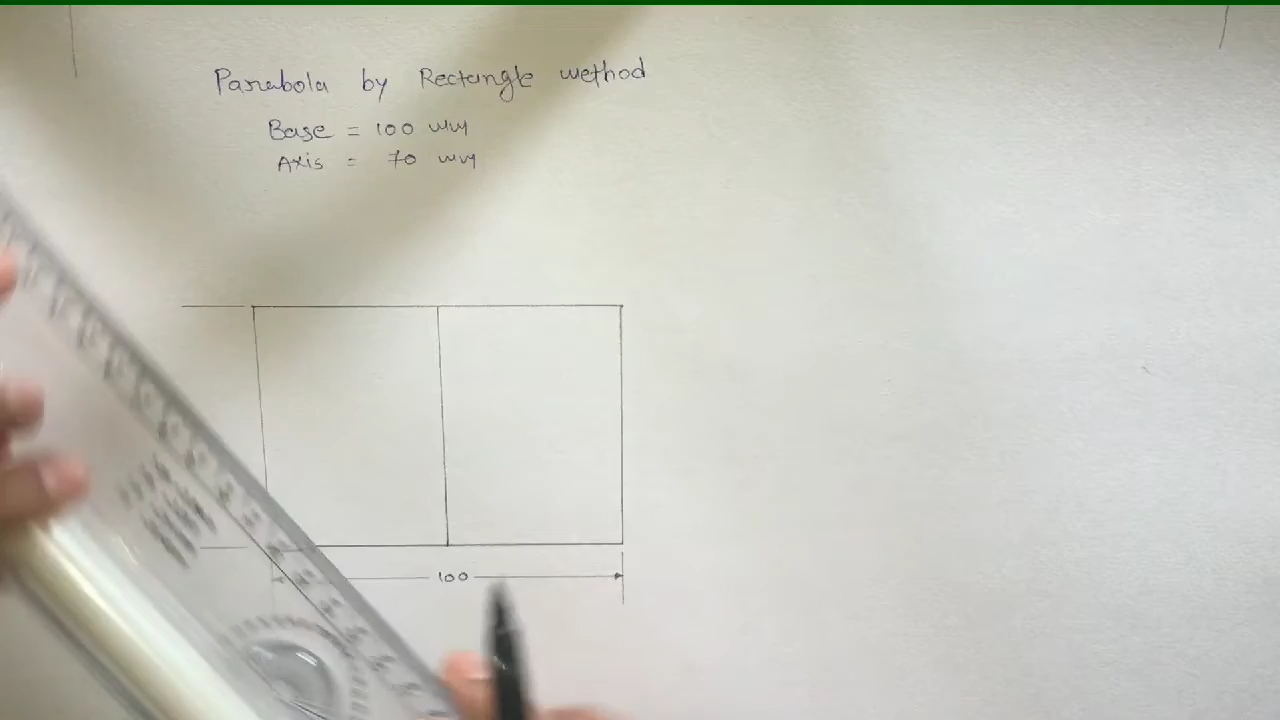 Parabola by Rectangle method
Base = 100 mm
Axis = 70 mm
100